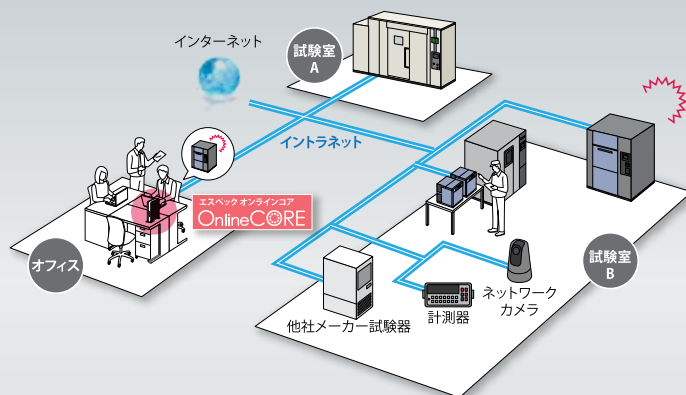 インターネット
試験室
A
イントラネット
エスペック オンラインコア
OnlineCORE
オフィス
試験室
B
ネットワーク
カメラ
計測器
他社メーカー試験器